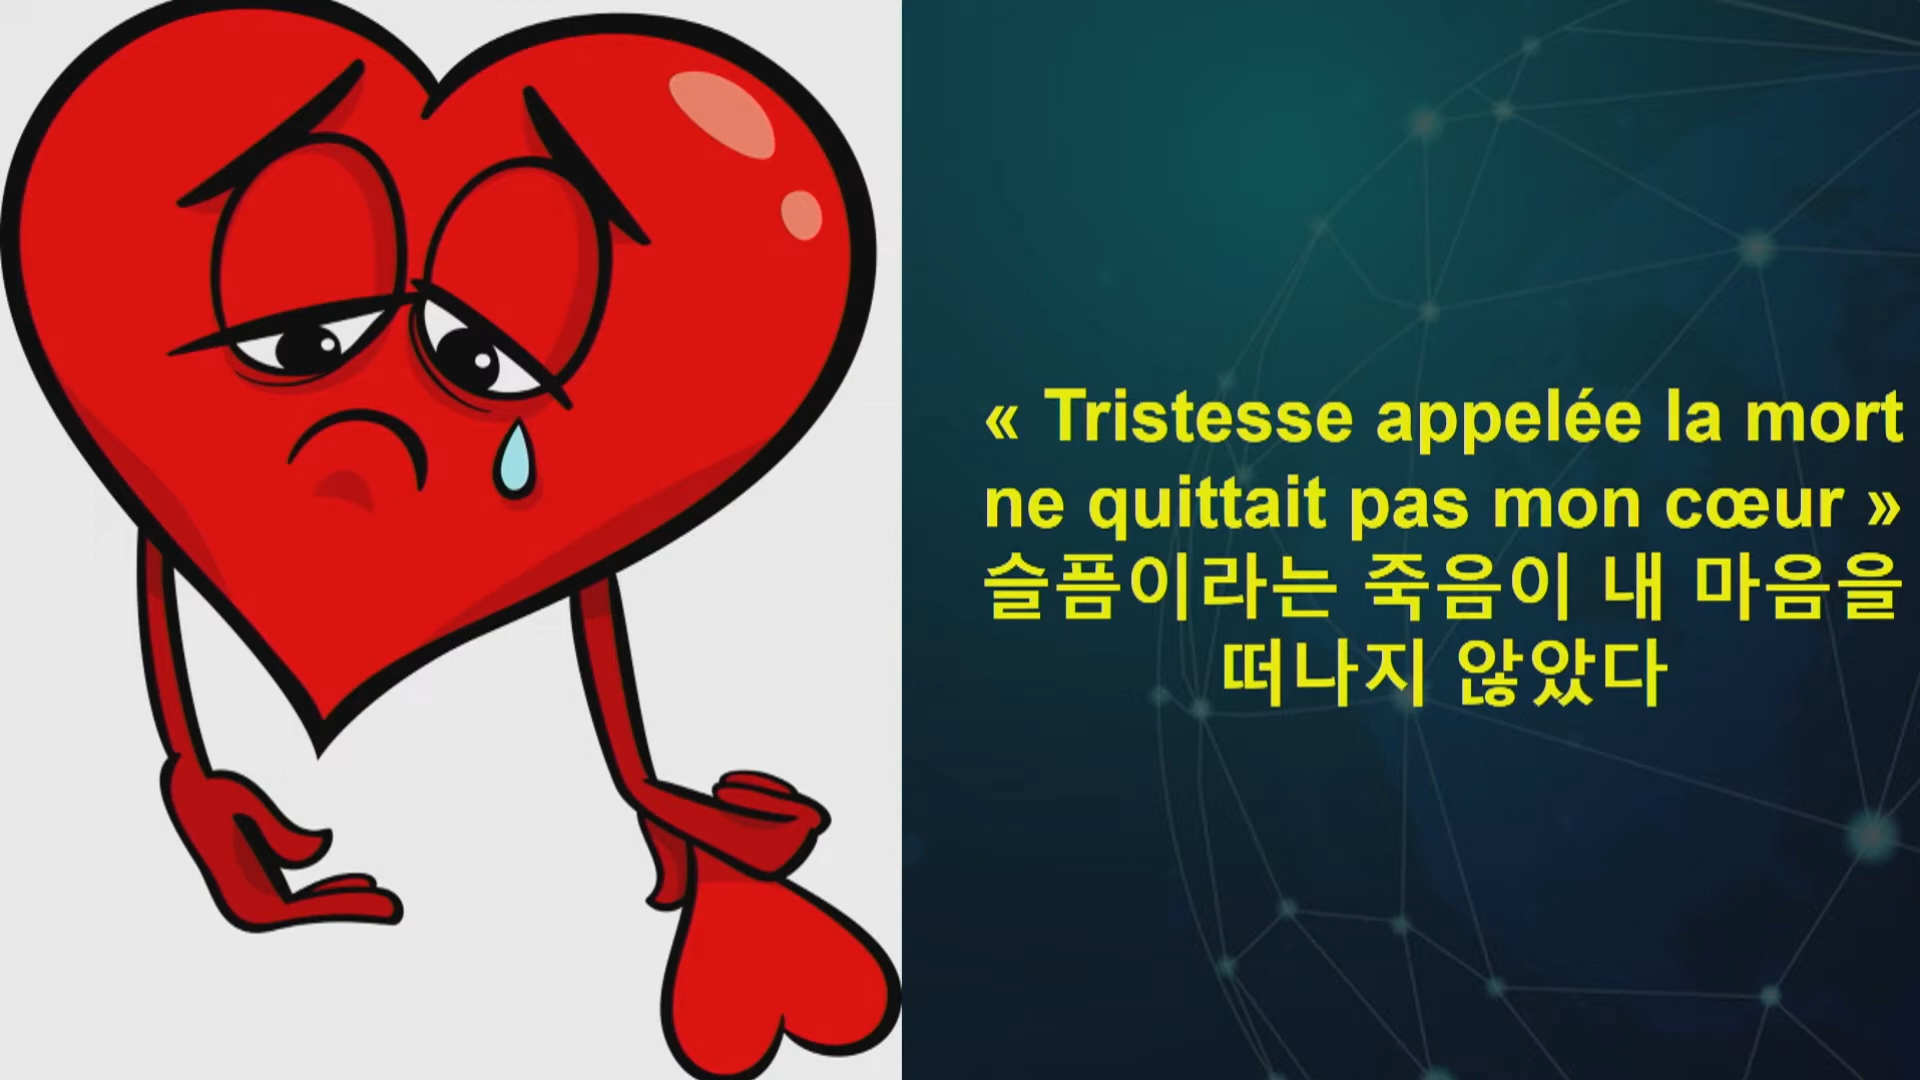 « Tristesse appelée la mort
ne quittait pas mon cœur »
슬픔이라는 죽음이 내 마음을
떠나지 않았다